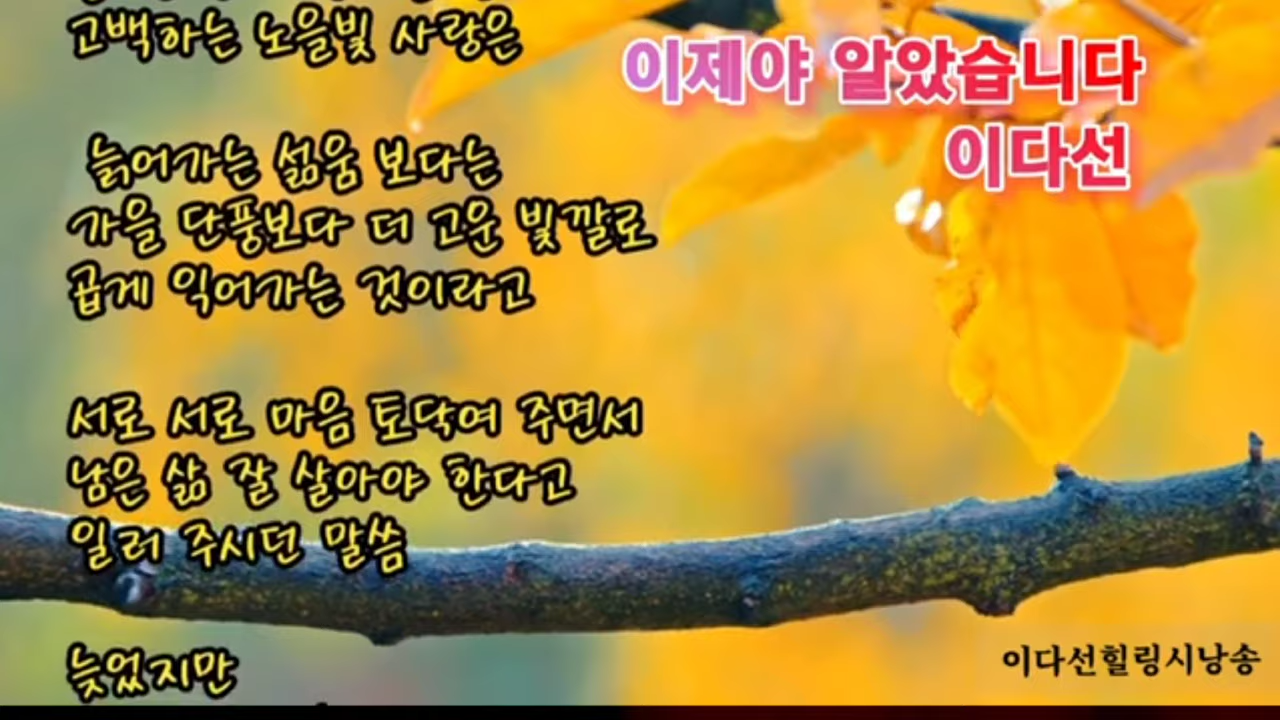 고백하는 노을빛 사랑은
늙어가는 설움 보다는
가을 단풍보다 더 고운 빛깔로
곱게 익어가는 것이라고
서로 서로 마음 토닥여 주면서
남은 삶 잘 살아야 한다고
일러 주시던 말씀
늦었지만
이제야 알았습니다
이다선
이다선힐링시낭송